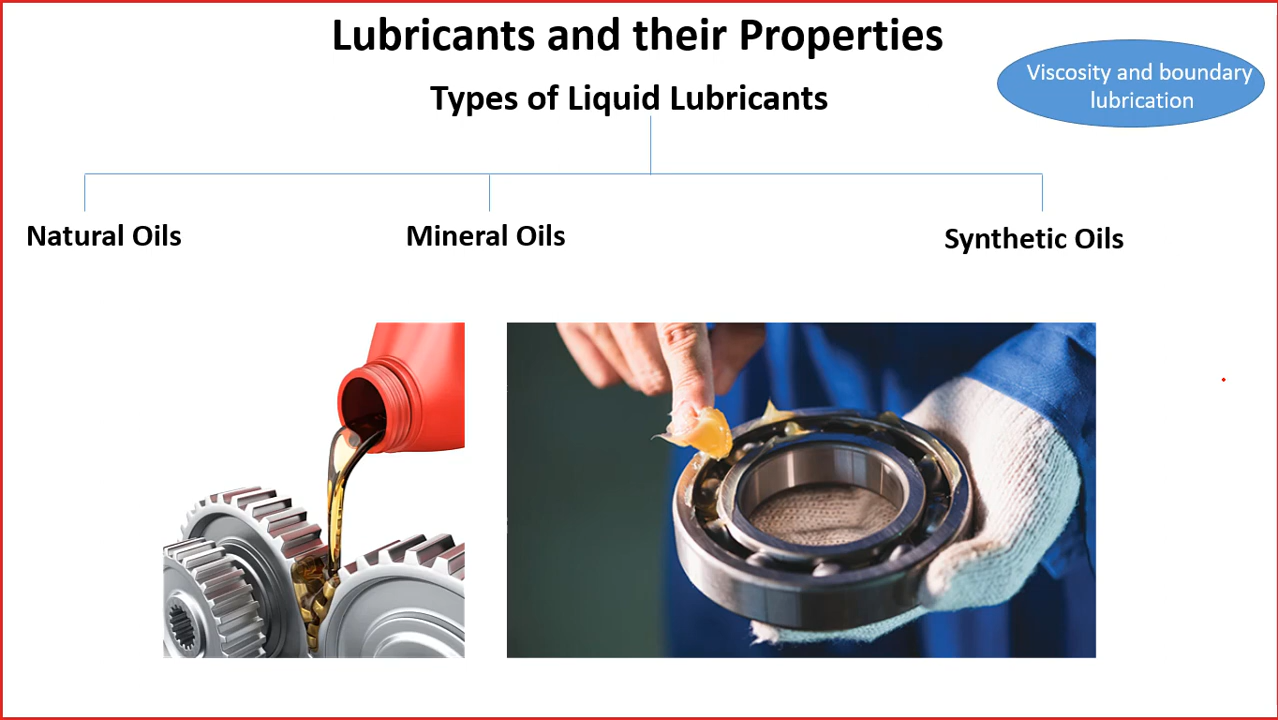 Lubricants and their Properties
Types of Liquid Lubricants
Viscosity and boundary
lubrication
Natural Oils
Mineral Oils
Synthetic Oils